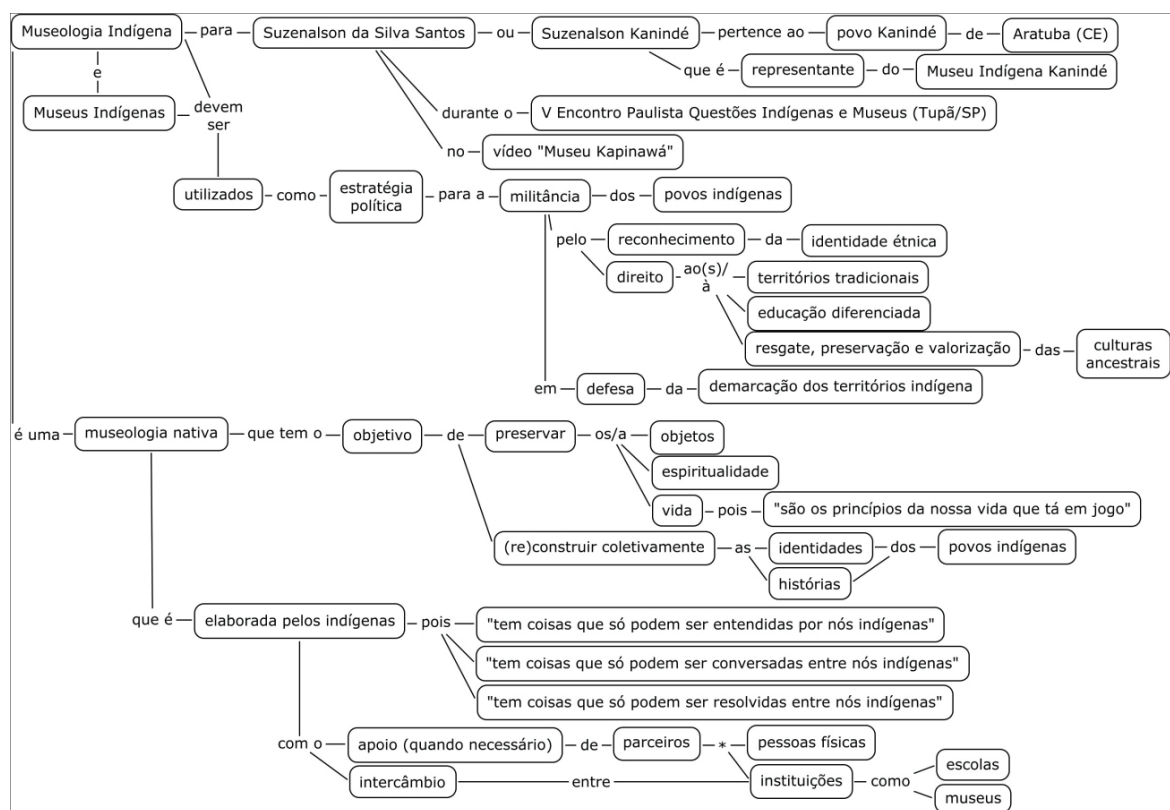 Museologia Indígena para Suzenalson da Silva Santos ou Suzenalson Kanindé pertence ao povo Kanindé de Aratuba (CE)
e que é representante do Museu Indígena Kanindé
Museus Indígenas devem
ser
durante o V Encontro Paulista Questões Indígenas e Museus (Tupã/SP)
no vídeo "Museu Kapinawá"
utilizados como estratégia
política para a militância dos povos indígenas
pelo reconhecimento da identidade étnica
direito ao(s)/
à territórios tradicionais
educação diferenciada
resgate, preservação e valorização das culturas
ancestrais
em defesa da demarcação dos territórios indígena
é uma museologia nativa que tem o objetivo de preservar os/a objetos
espiritualidade
vida pois "são os princípios da nossa vida que tá em jogo"
(re)construir coletivamente as identidades dos povos indígenas
histórias
que é elaborada pelos indígenas pois "tem coisas que só podem ser entendidas por nós indígenas"
"tem coisas que só podem ser conversadas entre nós indígenas"
"tem coisas que só podem ser resolvidas entre nós indígenas"
com o apoio (quando necessário) de parceiros * pessoas físicas
intercâmbio entre instituições como escolas
museus